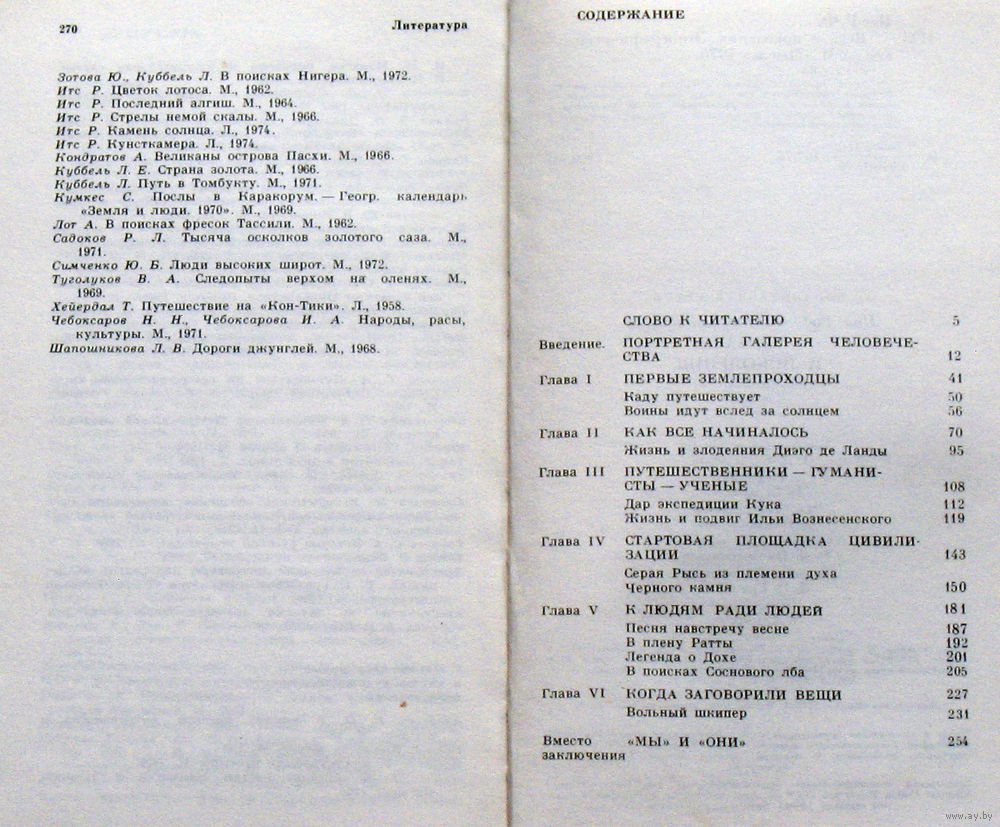 270
Литература
Зотова Ю., Куббель Л. В поисках Нигера. М., 1972.
Итс Р. Цветок лотоса. М., 1962.
Итс Р. Последний алгиш. М., 1964.
Итс Р. Стрелы немой скалы. М., 1966.
Итс Р. Камень солнца. Л., 1974.
Итс Р. Кунсткамера. Л., 1974.
Кондратов А. Великаны острова Пасхи. М., 1966.
Куббель Л. Е. Страна золота. М., 1966.
Куббель Л. Путь в Томбукту. М., 1971.
Кумкес С. Послы в Каракорум. — Геогр. календарь
«Земля и люди. 1970». М., 1969.
Лот А. В поисках фресок Тассили. М., 1962.
Садоков Р. Л. Тысяча осколков золотого саза. М.,
1971.
Симченко Ю. Б. Люди высоких широт. М., 1972.
Туголуков В. А. Следопыты верхом на оленях. М.,
1969.
Хейердал Т. Путешествие на «Кон-Тики». Л., 1958.
Чебоксаров Н. Н., Чебоксарова И. А. Народы, расы,
культуры. М., 1971.
Шапошникова Л. В. Дороги джунглей. М., 1968.
СОДЕРЖАНИЕ
СЛОВО К ЧИТАТЕЛЮ 5
Введение. ПОРТРЕТНАЯ ГАЛЕРЕЯ ЧЕЛОВЕЧЕ-
СТВА 12
Глава I ПЕРВЫЕ ЗЕМЛЕПРОХОДЦЫ 41
Каду путешествует 50
Воины идут вслед за солнцем 56
Глава II КАК ВСЕ НАЧИНАЛОСЬ 70
Жизнь и злодеяния Диэго де Ланды 95
Глава III ПУТЕШЕСТВЕННИКИ — ГУМАНИ-
СТЫ — УЧЕНЫЕ 108
Дар экспедиции Кука 112
Жизнь и подвиг Ильи Вознесенского 119
Глава IV СТАРТОВАЯ ПЛОЩАДКА ЦИВИЛИ-
ЗАЦИИ 143
Серая Рысь из племени духа
Черного камня 150
Глава V К ЛЮДЯМ РАДИ ЛЮДЕЙ 181
Песня навстречу весне 187
В плену Ратты 192
Легенда о Дохе 201
В поисках Соснового лба 205
Глава VI КОГДА ЗАГОВОРИЛИ ВЕЩИ 227
Вольный шкипер 231
Вместо «МЫ» И «ОНИ» 254
заключения
www.ay.by